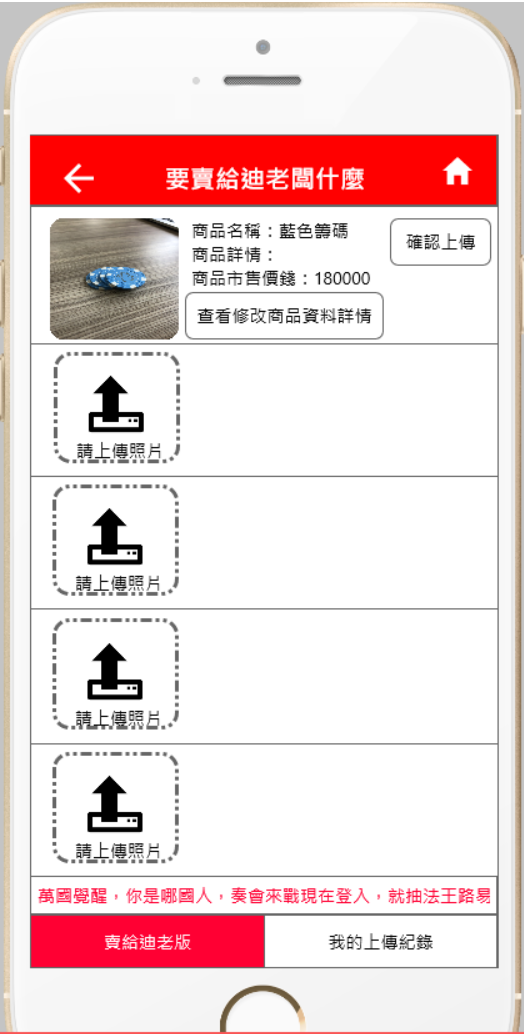 要賣給迪老闆什麼
商品名稱：藍色籌碼
商品詳情：
商品市售價錢：180000
確認上傳
查看修改商品資料詳情
請上傳照片
請上傳照片
請上傳照片
請上傳照片
萬國覺醒，你是哪國人，奏會來戰現在登入，就抽法王路易
賣給迪老版
我的上傳紀錄